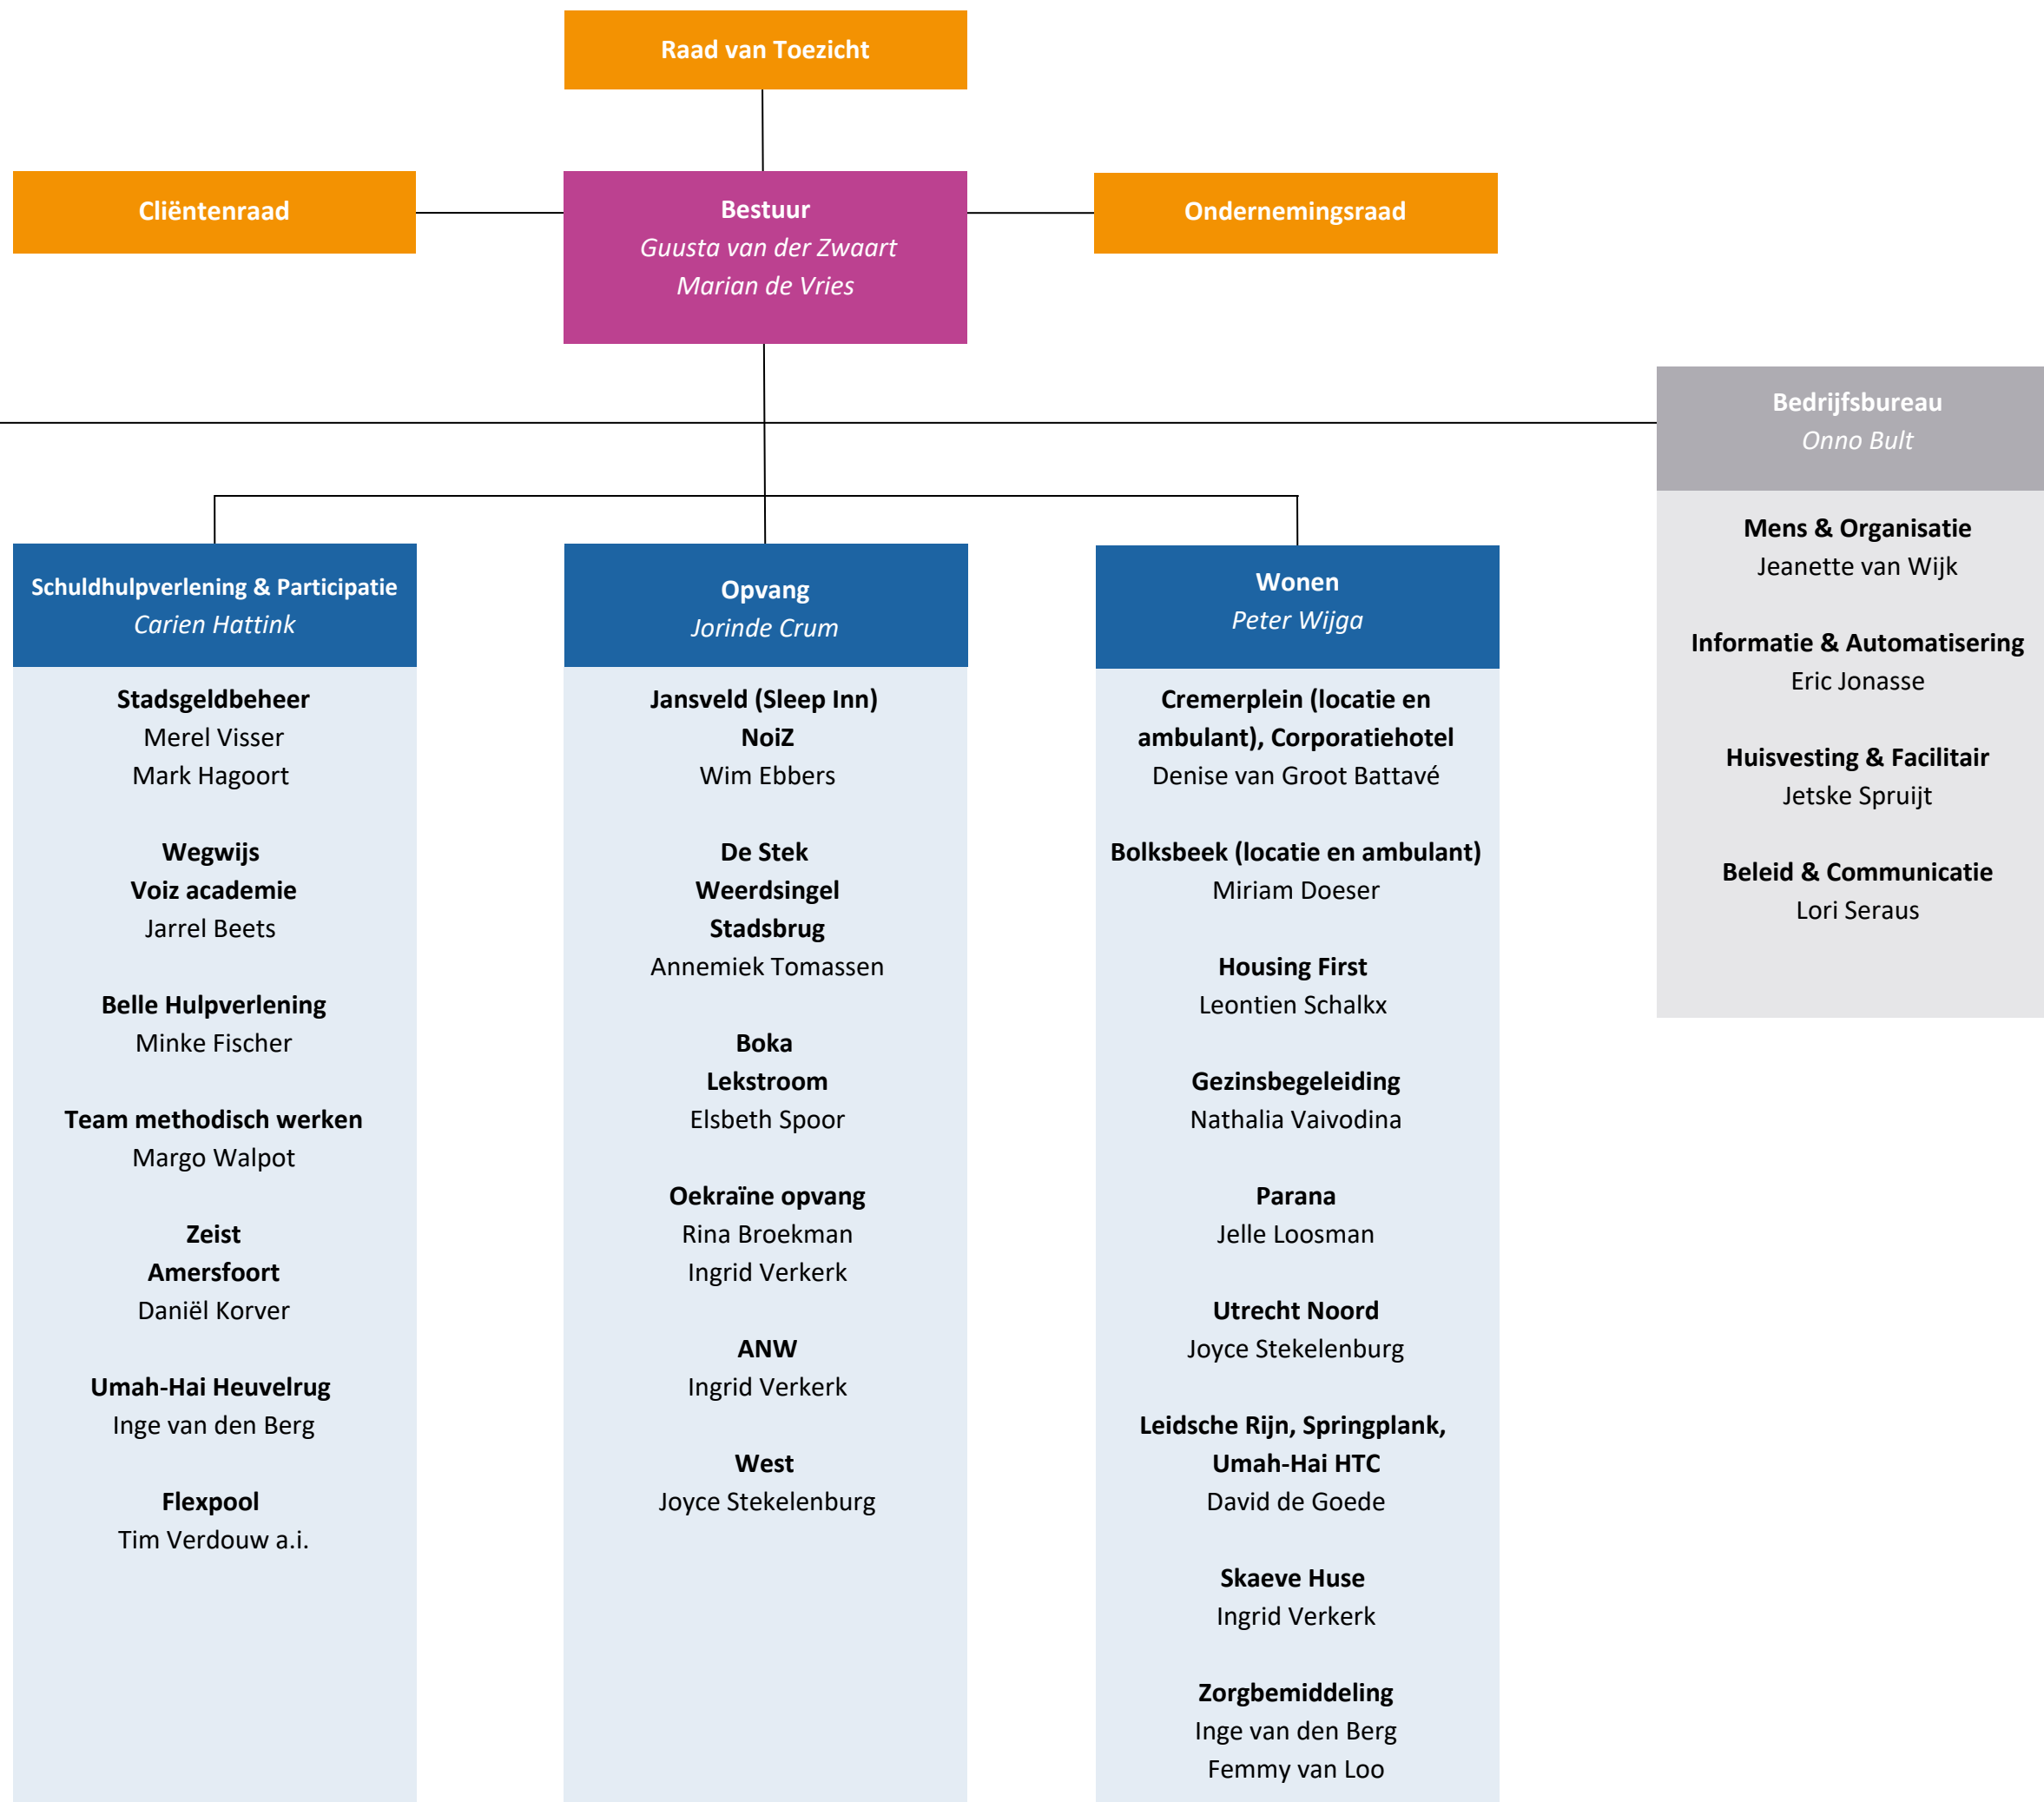 Raad van Toezicht
Cliëntenraad
Bestuur
Guusta van der Zwaart
Marian de Vries
Ondernemingsraad
Bedrijfsbureau
Onno Bult
Mens & Organisatie
Jeanette van Wijk
Informatie & Automatisering
Eric Jonasse
Huisvesting & Facilitair
Jetske Spruijt
Beleid & Communicatie
Lori Seraus
Schuldhulpverlening & Participatie
Carien Hattink
Stadsgeldbeheer
Merel Visser
Mark Hagoort
Wegwijs
Voiz academie
Jarrel Beets
Belle Hulpverlening
Minke Fischer
Team methodisch werken
Margo Walpot
Zeist
Amersfoort
Daniël Korver
Umah-Hai Heuvelrug
Inge van den Berg
Flexpool
Tim Verdouw a.i.
Opvang
Jorinde Crum
Jansveld (Sleep Inn)
NoiZ
Wim Ebbers
De Stek
Weerdsingel
Stadsbrug
Annemiek Tomassen
Boka
Lekstroom
Elsbeth Spoor
Oekraïne opvang
Rina Broekman
Ingrid Verkerk
ANW
Ingrid Verkerk
West
Joyce Stekelenburg
Wonen
Peter Wijga
Cremerplein (locatie en
ambulant), Corporatiehotel
Denise van Groot Battavé
Bolksbeek (locatie en ambulant)
Miriam Doeser
Housing First
Leontien Schalkx
Gezinsbegeleiding
Nathalia Vaivodina
Parana
Jelle Loosman
Utrecht Noord
Joyce Stekelenburg
Leidsche Rijn, Springplank,
Umah-Hai HTC
David de Goede
Skaeve Huse
Ingrid Verkerk
Zorgbemiddeling
Inge van den Berg
Femmy van Loo